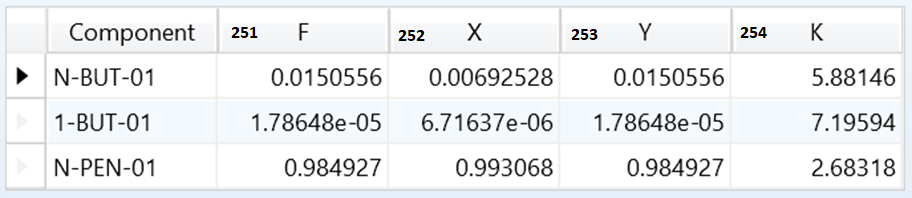 Component 251 F 252 X 253 Y 254 K
N-BUT-01 0.0150556 0.00692528 0.0150556 5.88146
1-BUT-01 1.78648e-05 6.71637e-06 1.78648e-05 7.19594
N-PEN-01 0.984927 0.993068 0.984927 2.68318